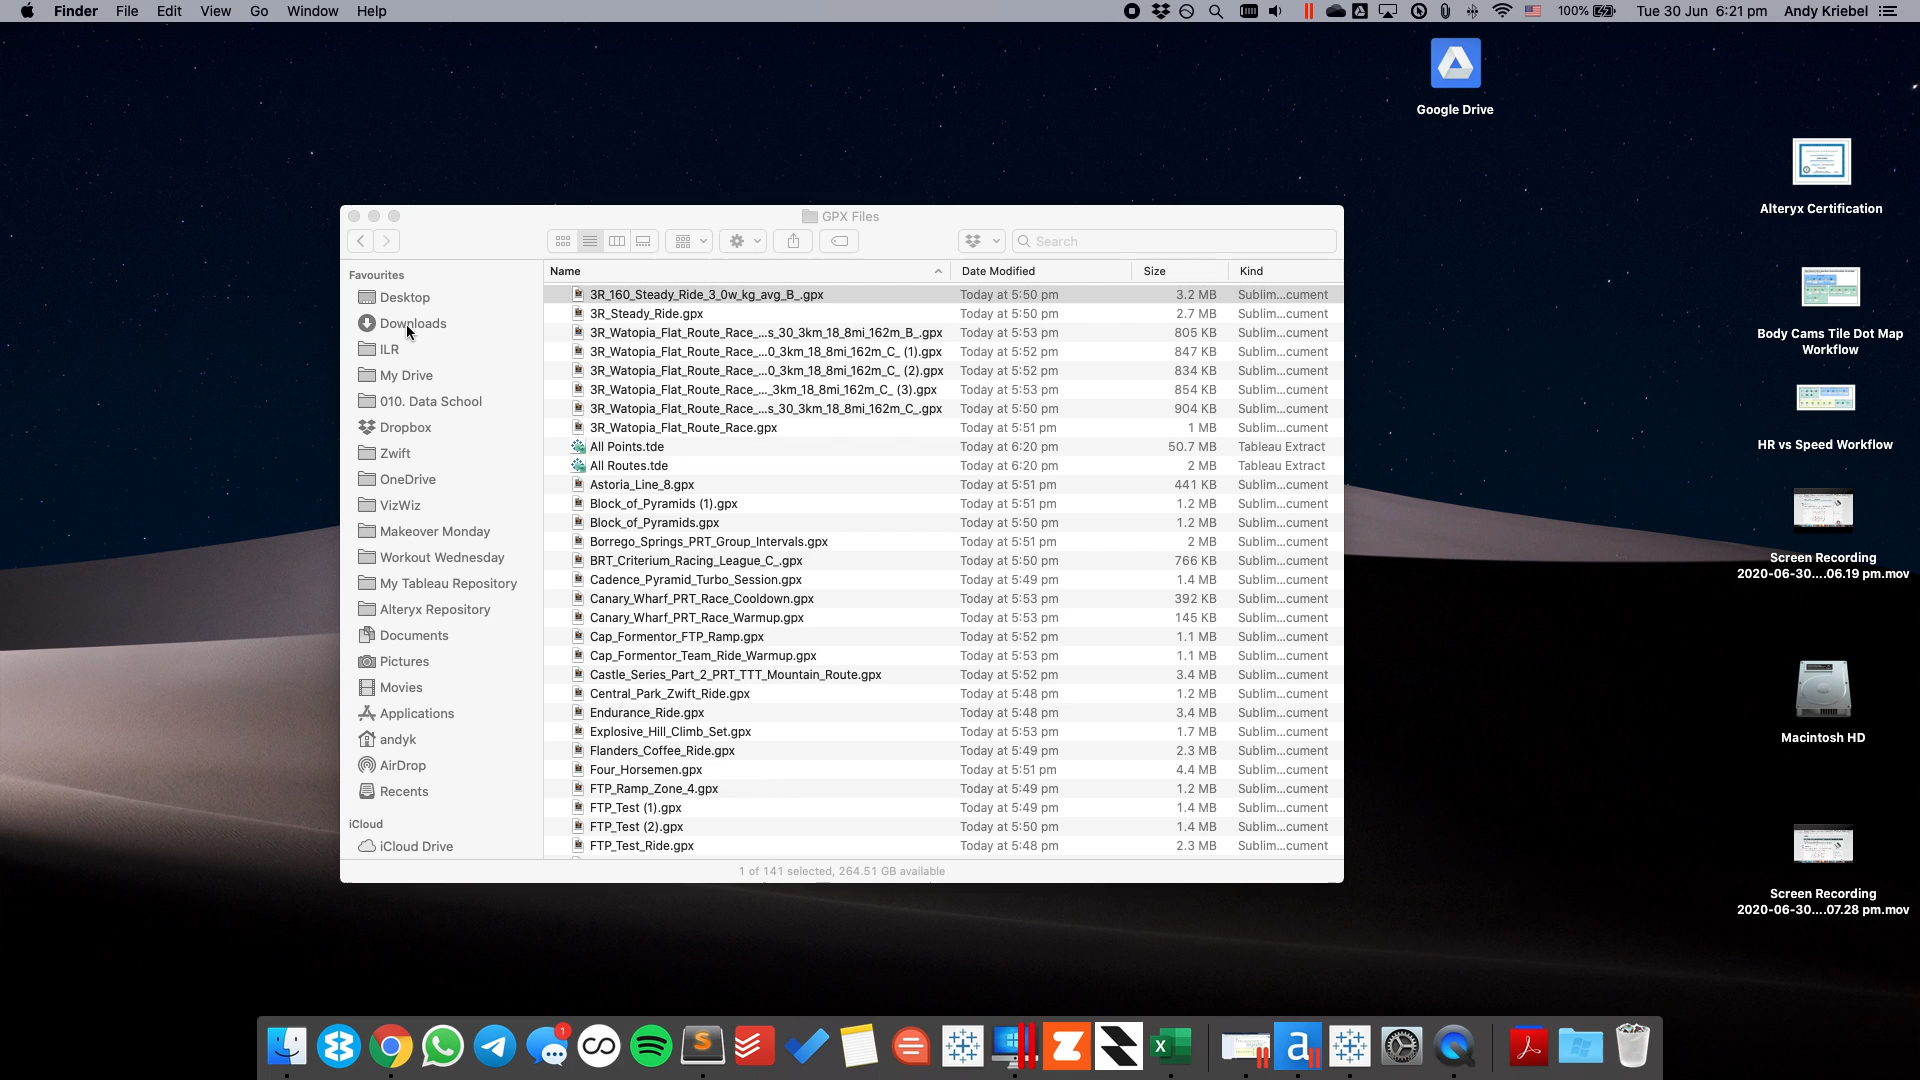 Finder File Edit View Go Window Help
100% Tue 30 Jun 6:21 pm Andy Kriebel
Google Drive
Alteryx Certification
Body Cams Tile Dot Map
Workflow
HR vs Speed Workflow
Screen Recording
2020-06-30....06.19 pm.mov
Macintosh HD
Screen Recording
2020-06-30....07.28 pm.mov
GPX Files
Search
Favourites
Desktop
Downloads
ILR
My Drive
010. Data School
Dropbox
Zwift
OneDrive
VizWiz
Makeover Monday
Workout Wednesday
My Tableau Repository
Alteryx Repository
Documents
Pictures
Movies
Applications
andyk
AirDrop
Recents
iCloud
iCloud Drive
Name Date Modified Size Kind
3R_160_Steady_Ride_3_0w_kg_avg_B_.gpx Today at 5:50 pm 3.2 MB Sublim...cument
3R_Steady_Ride.gpx Today at 5:50 pm 2.7 MB Sublim...cument
3R_Watopia_Flat_Route_Race_...s_30_3km_18_8mi_162m_B_.gpx Today at 5:53 pm 805 KB Sublim...cument
3R_Watopia_Flat_Route_Race_...0_3km_18_8mi_162m_C_ (1).gpx Today at 5:52 pm 847 KB Sublim...cument
3R_Watopia_Flat_Route_Race_...0_3km_18_8mi_162m_C_ (2).gpx Today at 5:52 pm 834 KB Sublim...cument
3R_Watopia_Flat_Route_Race_..._3km_18_8mi_162m_C_ (3).gpx Today at 5:53 pm 854 KB Sublim...cument
3R_Watopia_Flat_Route_Race_...s_30_3km_18_8mi_162m_C_.gpx Today at 5:50 pm 904 KB Sublim...cument
3R_Watopia_Flat_Route_Race.gpx Today at 5:51 pm 1 MB Sublim...cument
All Points.tde Today at 6:20 pm 50.7 MB Tableau Extract
All Routes.tde Today at 6:20 pm 2 MB Tableau Extract
Astoria_Line_8.gpx Today at 5:51 pm 441 KB Sublim...cument
Block_of_Pyramids (1).gpx Today at 5:51 pm 1.2 MB Sublim...cument
Block_of_Pyramids.gpx Today at 5:50 pm 1.2 MB Sublim...cument
Borrego_Springs_PRT_Group_Intervals.gpx Today at 5:51 pm 2 MB Sublim...cument
BRT_Criterium_Racing_League_C_.gpx Today at 5:50 pm 766 KB Sublim...cument
Cadence_Pyramid_Turbo_Session.gpx Today at 5:49 pm 1.4 MB Sublim...cument
Canary_Wharf_PRT_Race_Cooldown.gpx Today at 5:53 pm 392 KB Sublim...cument
Canary_Wharf_PRT_Race_Warmup.gpx Today at 5:53 pm 145 KB Sublim...cument
Cap_Formentor_FTP_Ramp.gpx Today at 5:52 pm 1.1 MB Sublim...cument
Cap_Formentor_Team_Ride_Warmup.gpx Today at 5:53 pm 1.1 MB Sublim...cument
Castle_Series_Part_2_PRT_TTT_Mountain_Route.gpx Today at 5:52 pm 3.4 MB Sublim...cument
Central_Park_Zwift_Ride.gpx Today at 5:48 pm 1.2 MB Sublim...cument
Endurance_Ride.gpx Today at 5:48 pm 3.4 MB Sublim...cument
Explosive_Hill_Climb_Set.gpx Today at 5:53 pm 1.7 MB Sublim...cument
Flanders_Coffee_Ride.gpx Today at 5:49 pm 2.3 MB Sublim...cument
Four_Horsemen.gpx Today at 5:51 pm 4.4 MB Sublim...cument
FTP_Ramp_Zone_4.gpx Today at 5:49 pm 1.2 MB Sublim...cument
FTP_Test (1).gpx Today at 5:49 pm 1.4 MB Sublim...cument
FTP_Test (2).gpx Today at 5:50 pm 1.4 MB Sublim...cument
FTP_Test_Ride.gpx Today at 5:48 pm 2.3 MB Sublim...cument
1 of 141 selected, 264.51 GB available
1